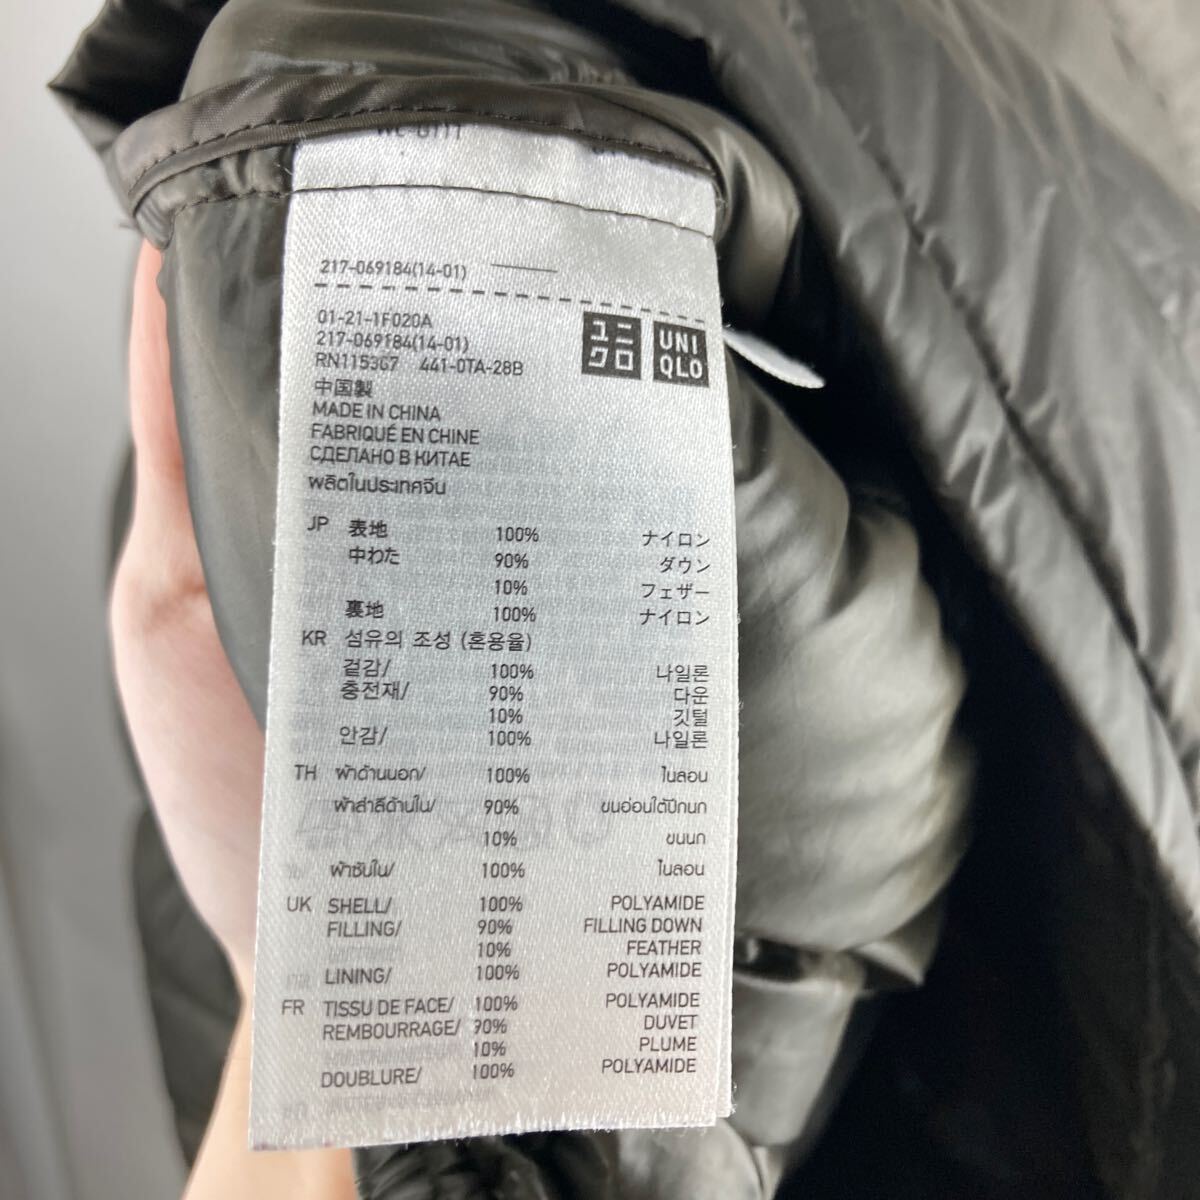 217-069184(14-01)
01-21-1F020A
217-069184(14-01)
RN115367 441-0TA-28B
ユニ
クロ
UNI
QLO
中国製
MADE IN CHINA
FABRIQUÉ EN CHINE
СДЕЛАНО В КИТАЕ
ผลิตในประเทศจีน
JP 表地 100% ナイロン
中わた 90% ダウン
10% フェザー
裏地 100% ナイロン
KR 섬유의 조성 (혼용율)
겉감/ 100% 나일론
충전재/ 90% 다운
10% 깃털
안감/ 100% 나일론
TH ผ้าด้านนอก/ 100% ไนลอน
ผ้าสำลีด้านใน/ 90% ขนอ่อนใต้ปีกนก
10% ขนนก
ผ้าซับใน/ 100% ไนลอน
UK SHELL/ 100% POLYAMIDE
FILLING/ 90% FILLING DOWN
10% FEATHER
LINING/ 100% POLYAMIDE
FR TISSU DE FACE/ 100% POLYAMIDE
REMBOURRAGE/ 90% DUVET
10% PLUME
DOUBLURE/ 100% POLYAMIDE